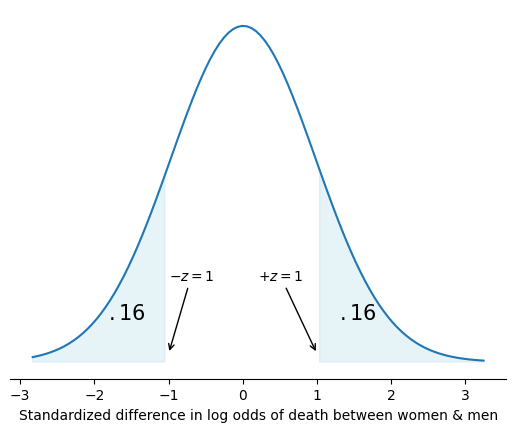 −z = 1
+z = 1
.16
.16
−3 −2 −1 0 1 2 3
Standardized difference in log odds of death between women & men